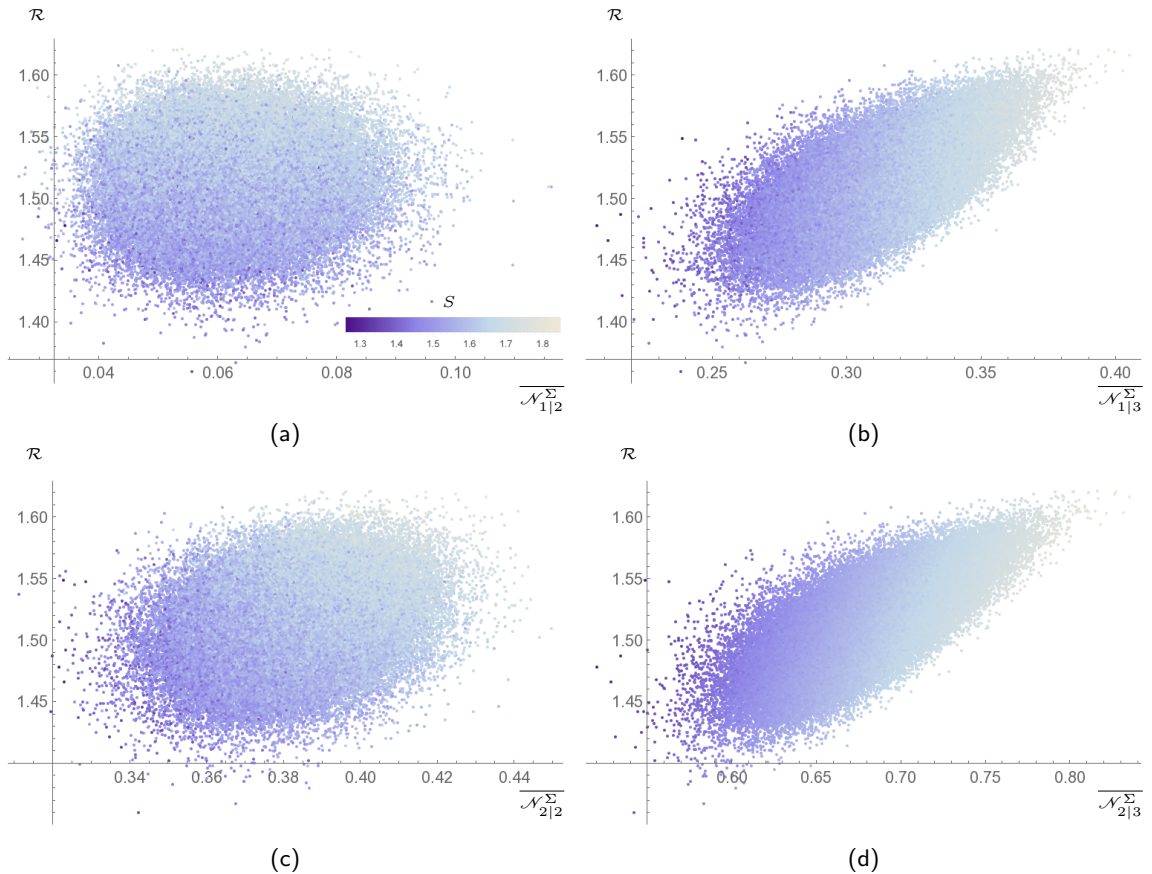 ℛ ℛ
1.60 1.60
1.55 1.55
1.50 1.50
1.45 1.45
1.40 1.40
S
1.3 1.4 1.5 1.6 1.7 1.8
0.04 0.06 0.08 0.10 0.25 0.30 0.35 0.40
\overline{𝒩^Σ_{1|2}} \overline{𝒩^Σ_{1|3}}
(a) (b)
ℛ ℛ
1.60 1.60
1.55 1.55
1.50 1.50
1.45 1.45
0.34 0.36 0.38 0.40 0.42 0.44 0.60 0.65 0.70 0.75 0.80
\overline{𝒩^Σ_{2|2}} \overline{𝒩^Σ_{2|3}}
(c) (d)